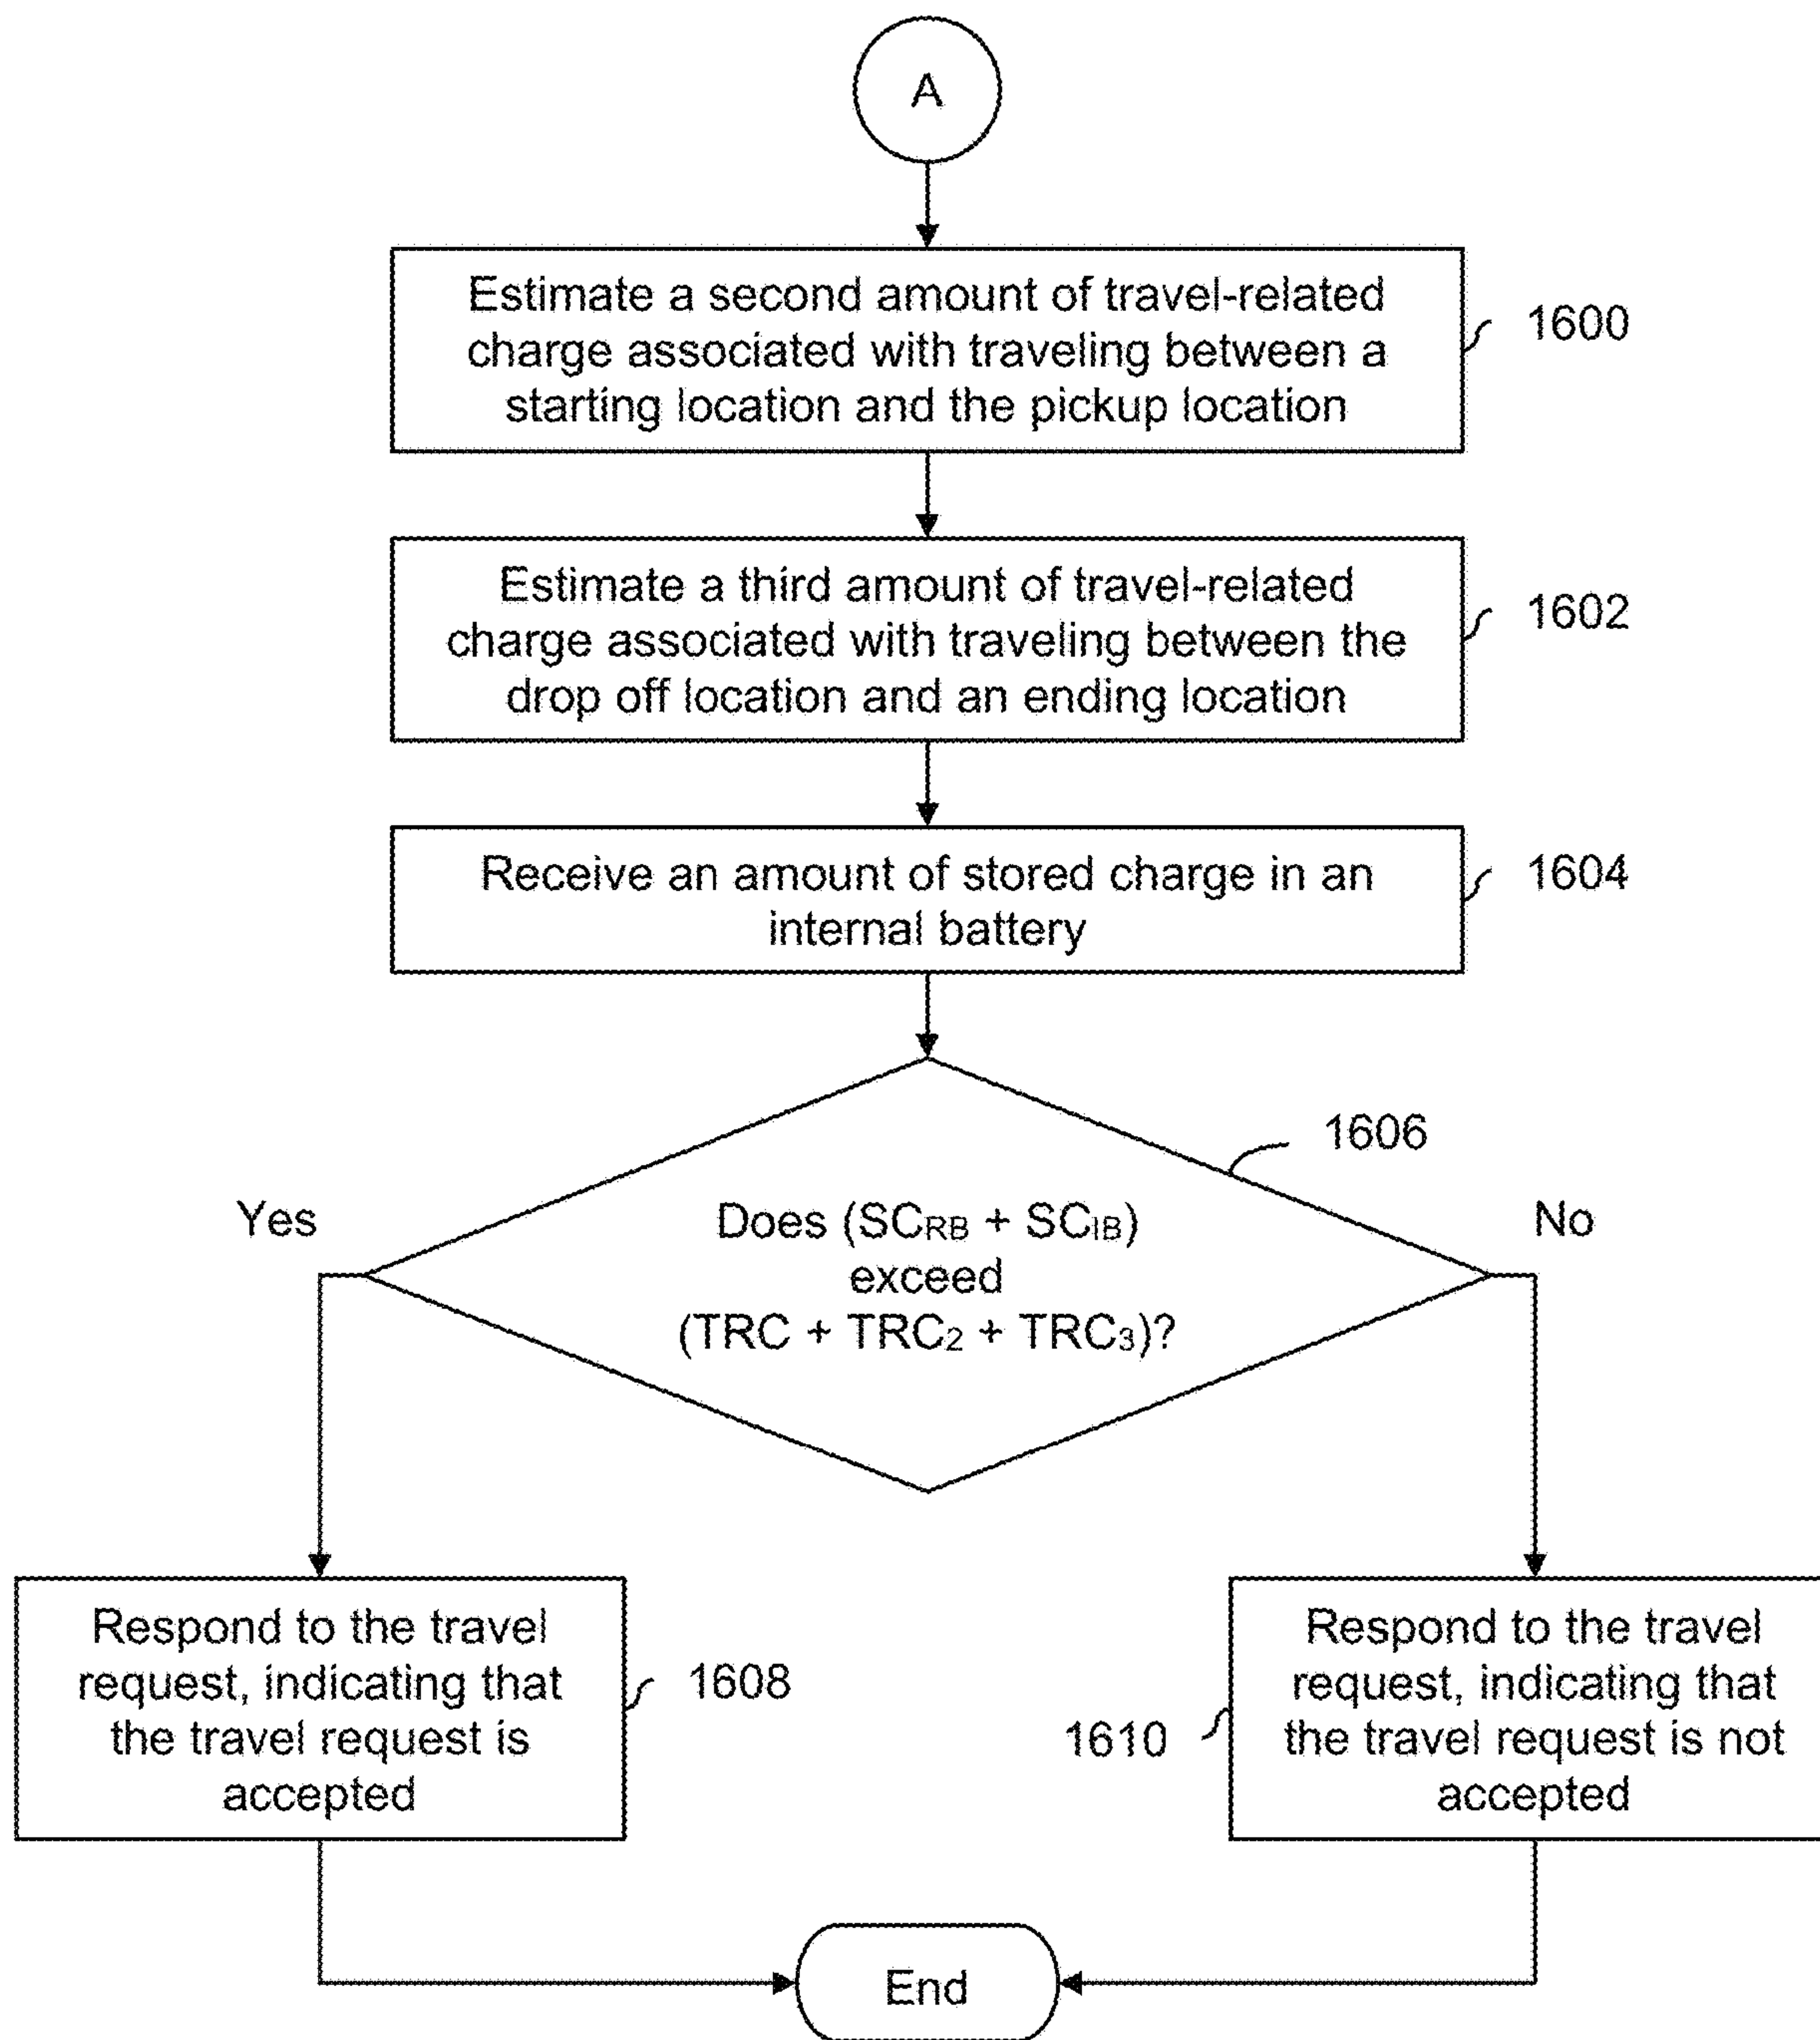 A
Estimate a second amount of travel-related
charge associated with traveling between a
starting location and the pickup location
1600
Estimate a third amount of travel-related
charge associated with traveling between the
drop off location and an ending location
1602
Receive an amount of stored charge in an
internal battery
1604
1606
Yes
No
Does (SCRB + SCIB)
exceed
(TRC + TRC2 + TRC3)?
Respond to the travel
request, indicating that
the travel request is
accepted
1608
1610
Respond to the travel
request, indicating that
the travel request is not
accepted
End